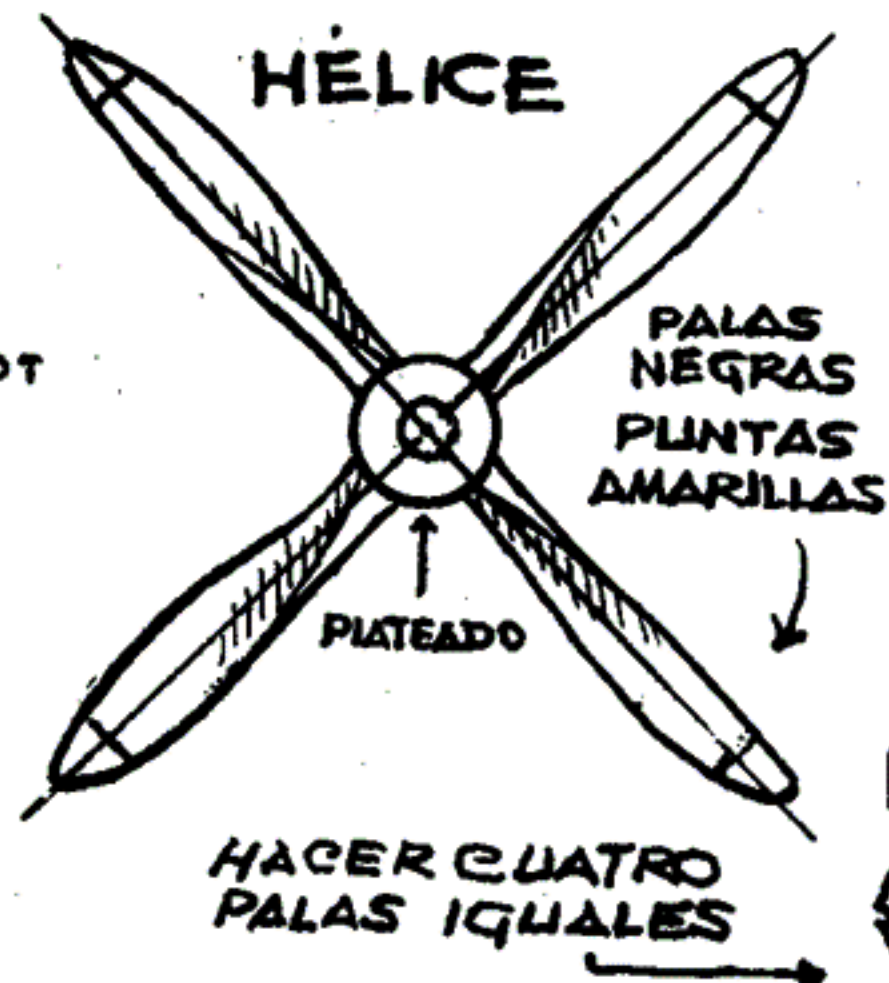 HÉLICE
PALAS
NEGRAS
PUNTAS
AMARILLAS
PLATEADO
HACER CUATRO
PALAS IGUALES